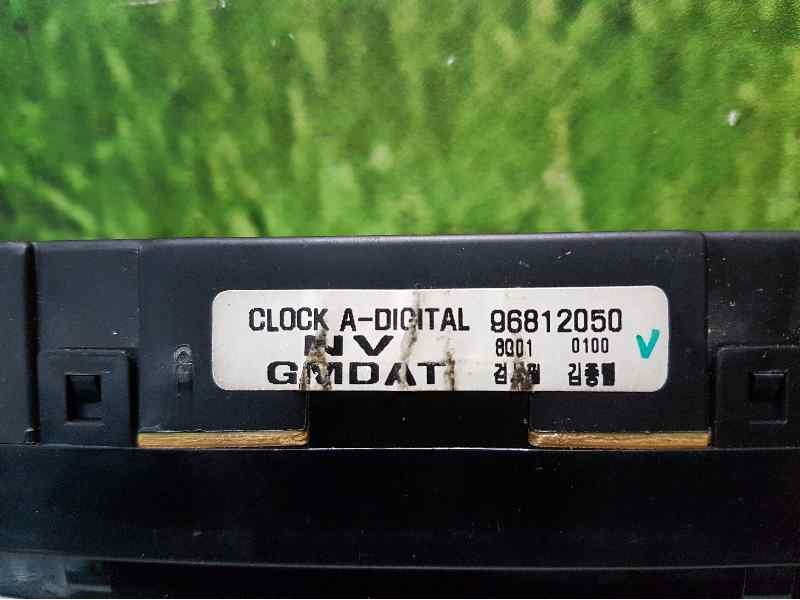 CLOCK A-DIGITAL 96812050
NV 8Q01 0100 V
GMDAT